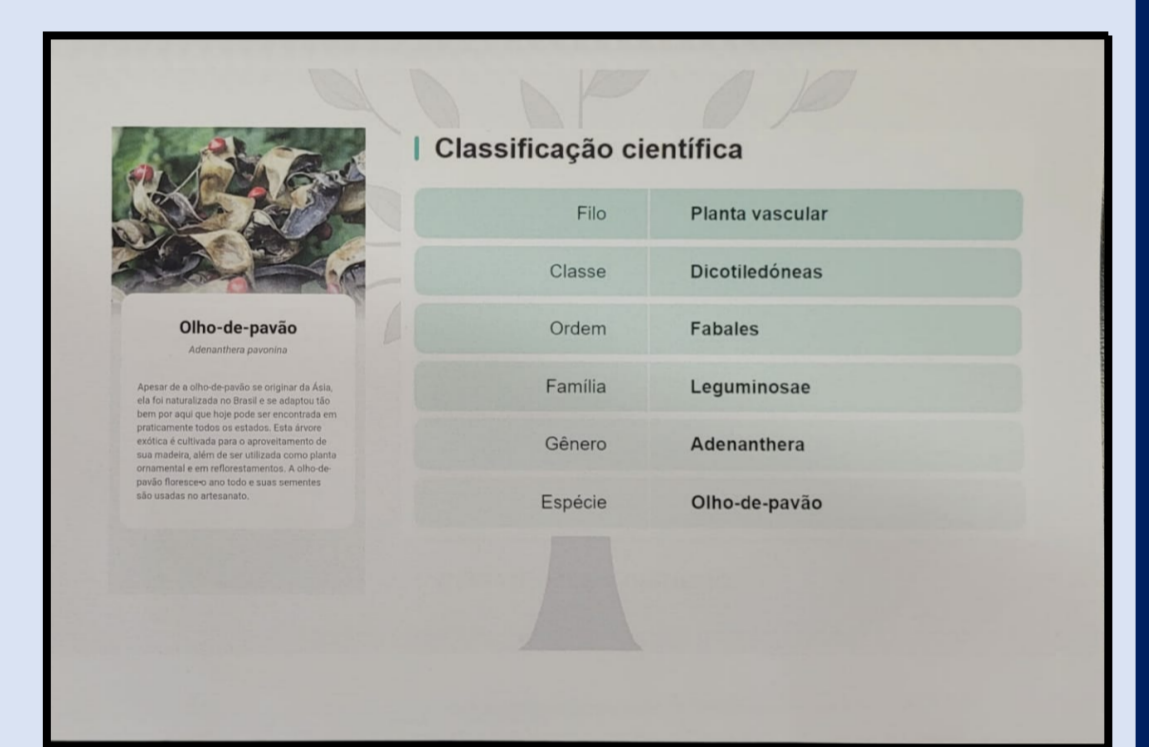 Classificação científica
Filo Planta vascular
Classe Dicotiledóneas
Ordem Fabales
Família Leguminosae
Gênero Adenanthera
Espécie Olho-de-pavão
Olho-de-pavão
Adenanthera pavonina
Apesar de a olho-de-pavão se originar da Ásia,
ela foi naturalizada no Brasil e se adaptou tão
bem por aqui que hoje pode ser encontrada em
praticamente todos os estados. Esta árvore
exótica é cultivada para o aproveitamento de
sua madeira, além de ser utilizada como planta
ornamental e em reflorestamentos. A olho-de-
pavão floresce o ano todo e suas sementes
são usadas no artesanato.